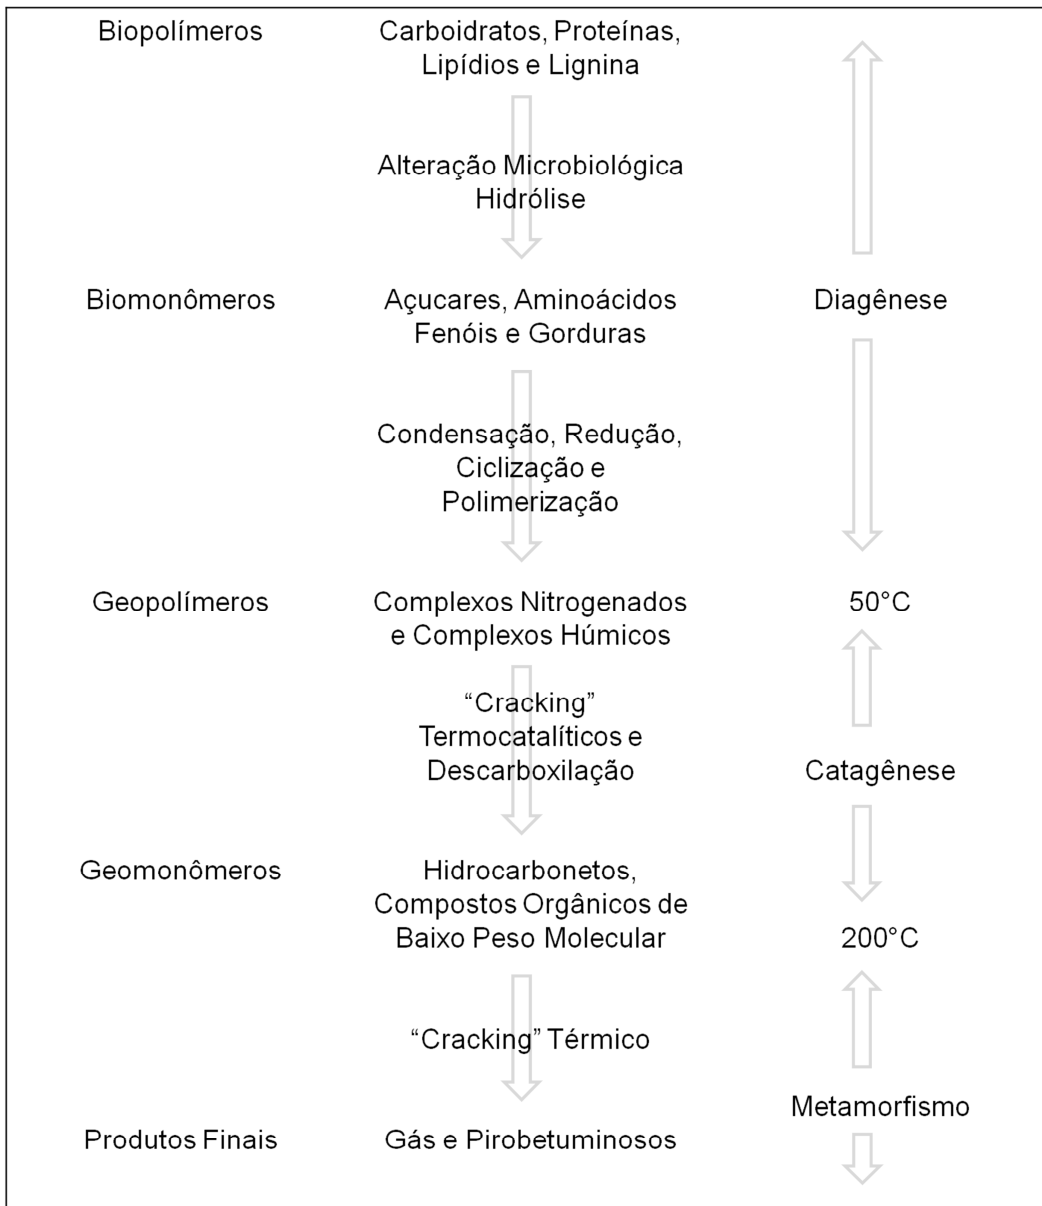 Biopolímeros
Carboidratos, Proteínas,
Lipídios e Lignina
Alteração Microbiológica
Hidrólise
Biomonômeros
Açucares, Aminoácidos
Fenóis e Gorduras
Diagênese
Condensação, Redução,
Ciclização e
Polimerização
Geopolímeros
Complexos Nitrogenados
e Complexos Húmicos
50°C
“Cracking”
Termocatalíticos e
Descarboxilação
Catagênese
Geomonômeros
Hidrocarbonetos,
Compostos Orgânicos de
Baixo Peso Molecular
200°C
“Cracking” Térmico
Metamorfismo
Produtos Finais
Gás e Pirobetuminosos